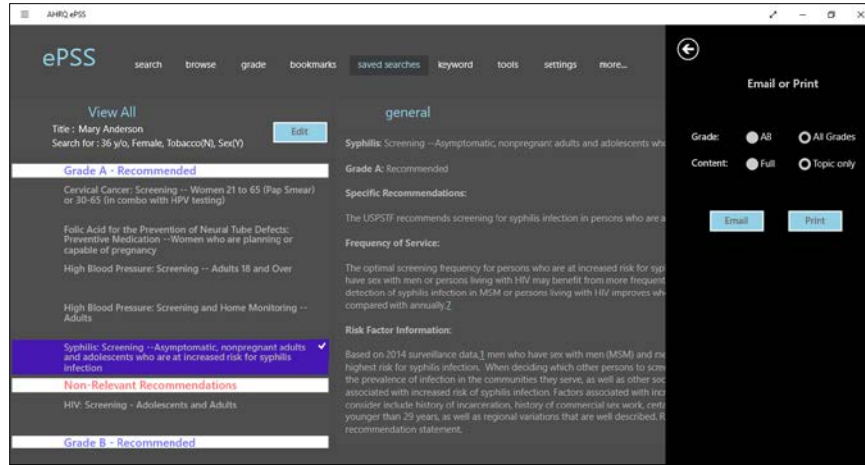 AHRQ ePSS
ePSS
search browse grade bookmarks saved searches keyword tools settings more...
View All
Title : Mary Anderson
Search for : 36 y/o, Female, Tobacco(N), Sex(Y)
Edit
Grade A - Recommended
Cervical Cancer: Screening -- Women 21 to 65 (Pap Smear)
or 30-65 (in combo with HPV testing)
Folic Acid for the Prevention of Neural Tube Defects:
Preventive Medication --Women who are planning or
capable of pregnancy
High Blood Pressure: Screening -- Adults 18 and Over
High Blood Pressure: Screening and Home Monitoring --
Adults
Syphilis: Screening --Asymptomatic, nonpregnant adults
and adolescents who are at increased risk for syphilis
infection
Non-Relevant Recommendations
HIV: Screening - Adolescents and Adults
Grade B - Recommended
general
Syphilis: Screening --Asymptomatic, nonpregnant adults and adolescents who
Grade A: Recommended
Specific Recommendations:
The USPSTF recommends screening for syphilis infection in persons who are a
Frequency of Service:
The optimal screening frequency for persons who are at increased risk for syp
have sex with men or persons living with HIV may benefit from more frequent
detection of syphilis infection in MSM or persons living with HIV improves wh
compared with annually.7
Risk Factor Information:
Based on 2014 surveillance data,1 men who have sex with men (MSM) and me
highest risk for syphilis infection. When deciding which other persons to scree
the prevalence of infection in the communities they serve, as well as other soc
associated with increased risk of syphilis infection. Factors associated with incr
consider include history of incarceration, history of commercial sex work, certa
younger than 29 years, as well as regional variations that are well described. R
recommendation statement.
Email or Print
Grade: AB All Grades
Content: Full Topic only
Email Print